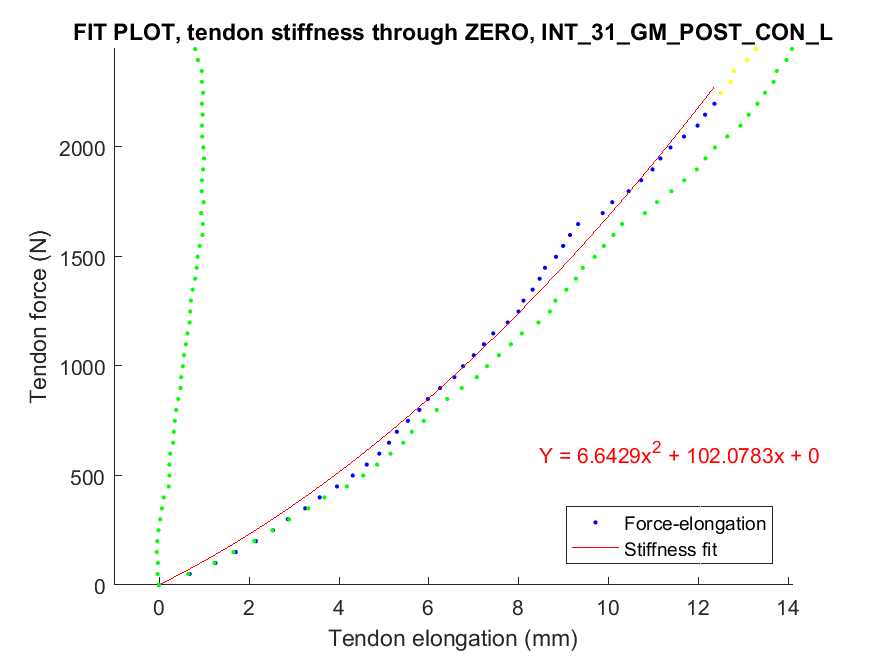 FIT PLOT, tendon stiffness through ZERO, INT_31_GM_POST_CON_L
2000
1500
1000
500
0
Tendon force (N)
Y = 6.6429x² + 102.0783x + 0
Force-elongation
Stiffness fit
0 2 4 6 8 10 12 14
Tendon elongation (mm)